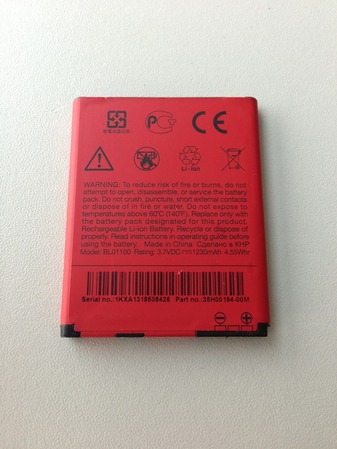 PC CE
Li-ion
WARNING: To reduce risk of fire or burns, do not
attempt to open, disassemble, or service the battery
pack. Do not crush, puncture, short external contacts,
or dispose of in fire or water. Do not expose to
temperatures above 60°C (140°F). Only replace with
the battery pack designated for this product.
Rechargeable Li-Ion Battery. Recycle or dispose of
properly. Read instructions in operating guide before
using. Made in China Сделано в КНР
Model: BL01100 Rating: 3.7VDC⎓1230mAh 4.55Whr
Serial no.:1KXA1318508426 Part no.:35H00194-00M